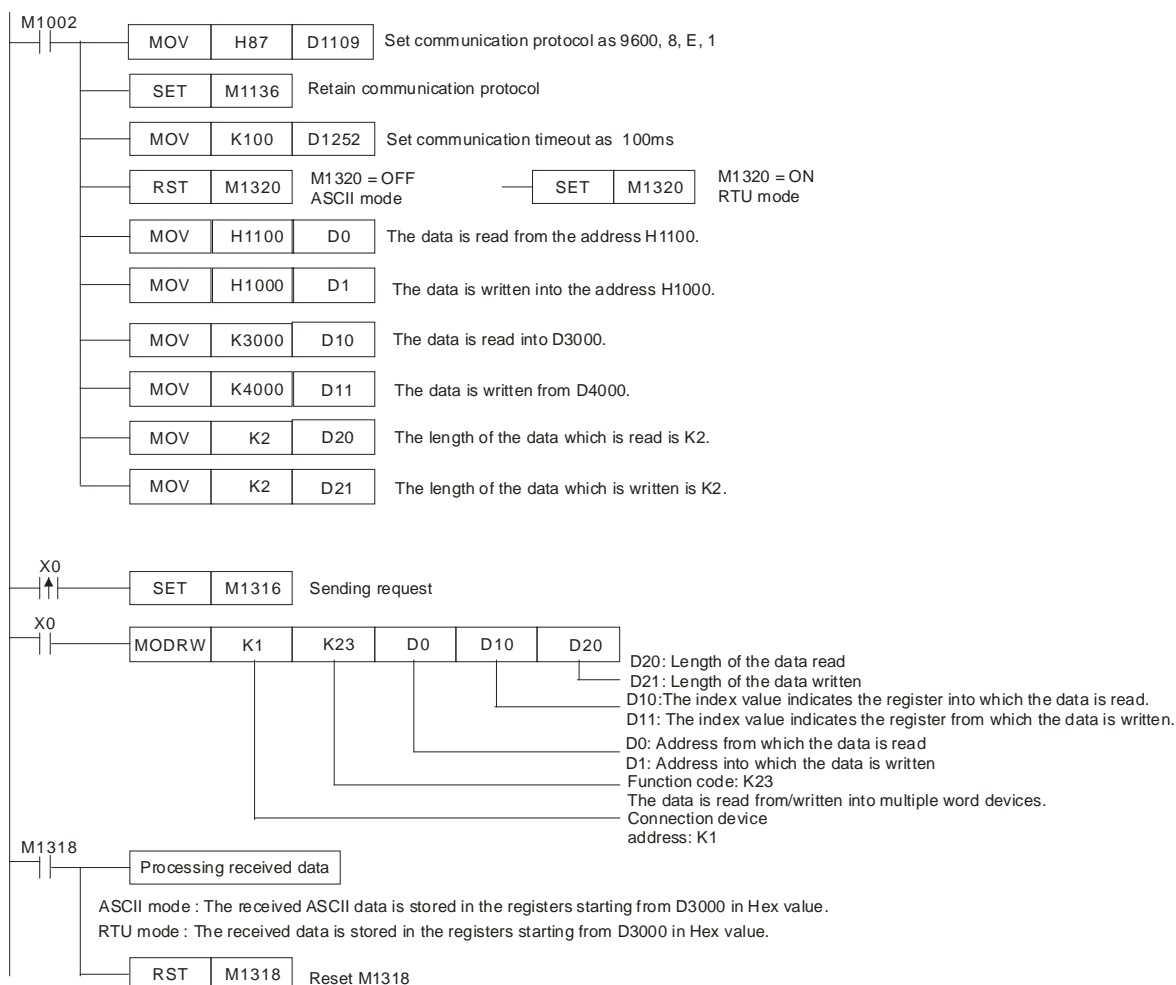 M1002
MOV H87 D1109 Set communication protocol as 9600, 8, E, 1
SET M1136 Retain communication protocol
MOV K100 D1252 Set communication timeout as 100ms
RST M1320 M1320 = OFF
ASCII mode
SET M1320 M1320 = ON
RTU mode
MOV H1100 D0 The data is read from the address H1100.
MOV H1000 D1 The data is written into the address H1000.
MOV K3000 D10 The data is read into D3000.
MOV K4000 D11 The data is written from D4000.
MOV K2 D20 The length of the data which is read is K2.
MOV K2 D21 The length of the data which is written is K2.
X0
SET M1316 Sending request
X0
MODRW K1 K23 D0 D10 D20
D20: Length of the data read
D21: Length of the data written
D10:The index value indicates the register into which the data is read.
D11: The index value indicates the register from which the data is written.
D0: Address from which the data is read
D1: Address into which the data is written
Function code: K23
The data is read from/written into multiple word devices.
Connection device
address: K1
M1318
Processing received data
ASCII mode : The received ASCII data is stored in the registers starting from D3000 in Hex value.
RTU mode : The received data is stored in the registers starting from D3000 in Hex value.
RST M1318 Reset M1318